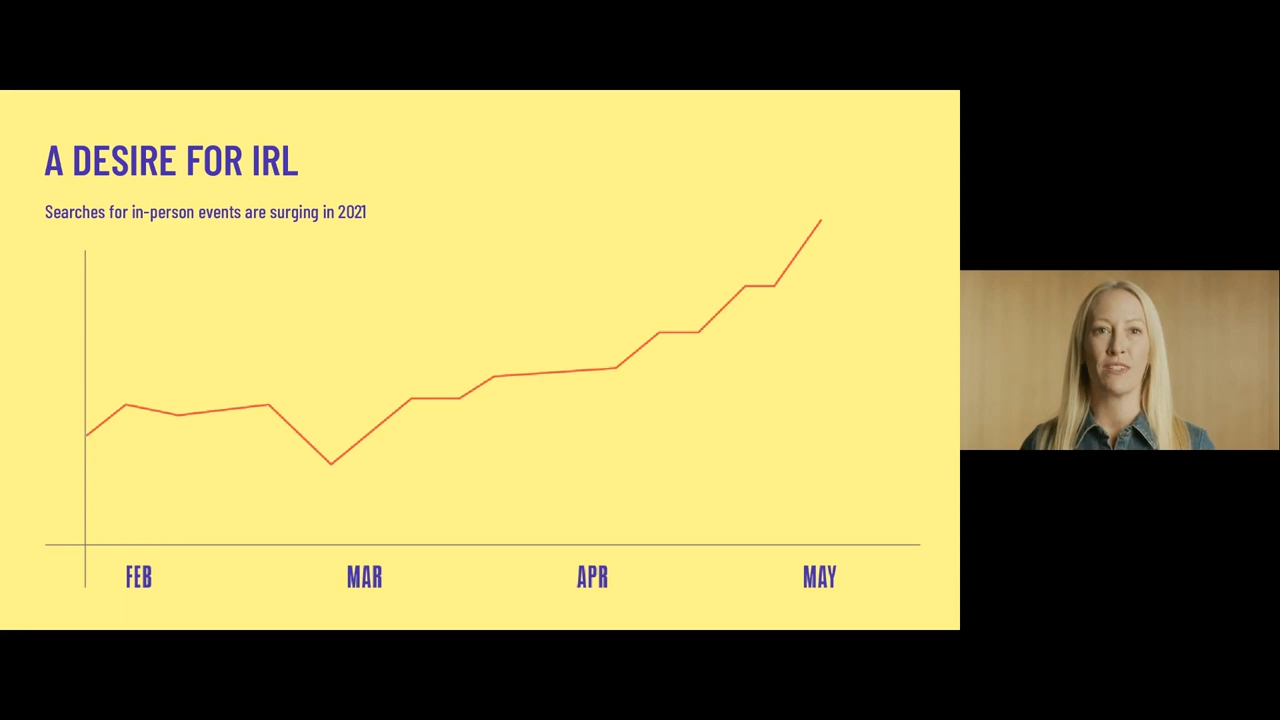 A DESIRE FOR IRL
Searches for in-person events are surging in 2021
FEB MAR APR MAY